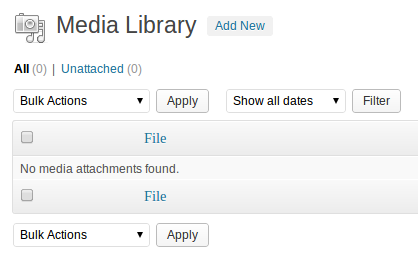 Media Library Add New
All (0) | Unattached (0)
Bulk Actions Apply Show all dates Filter
File
No media attachments found.
File
Bulk Actions Apply